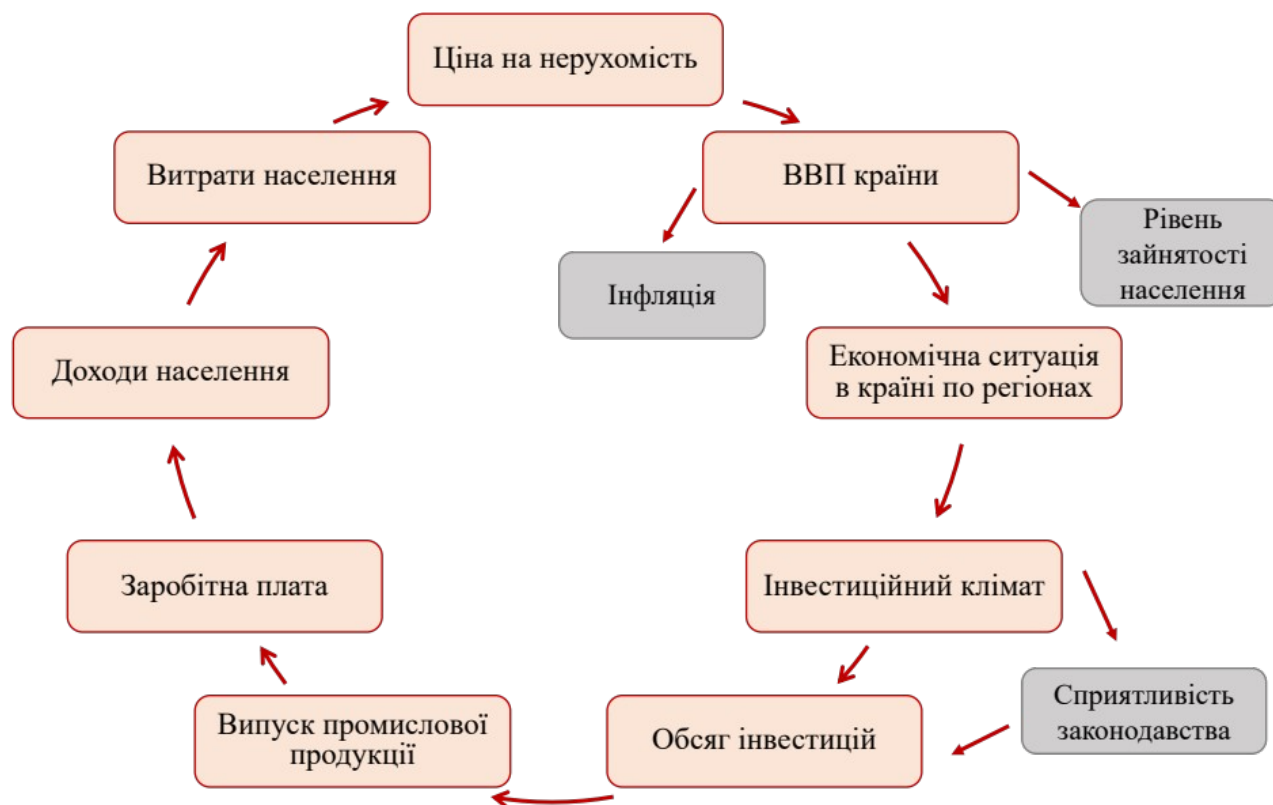 Ціна на нерухомість
Витрати населення
ВВП країни
Рівень
зайнятості
населення
Інфляція
Доходи населення
Економічна ситуація
в країні по регіонах
Заробітна плата
Інвестиційний клімат
Випуск промислової
продукції
Обсяг інвестицій
Сприятливість
законодавства